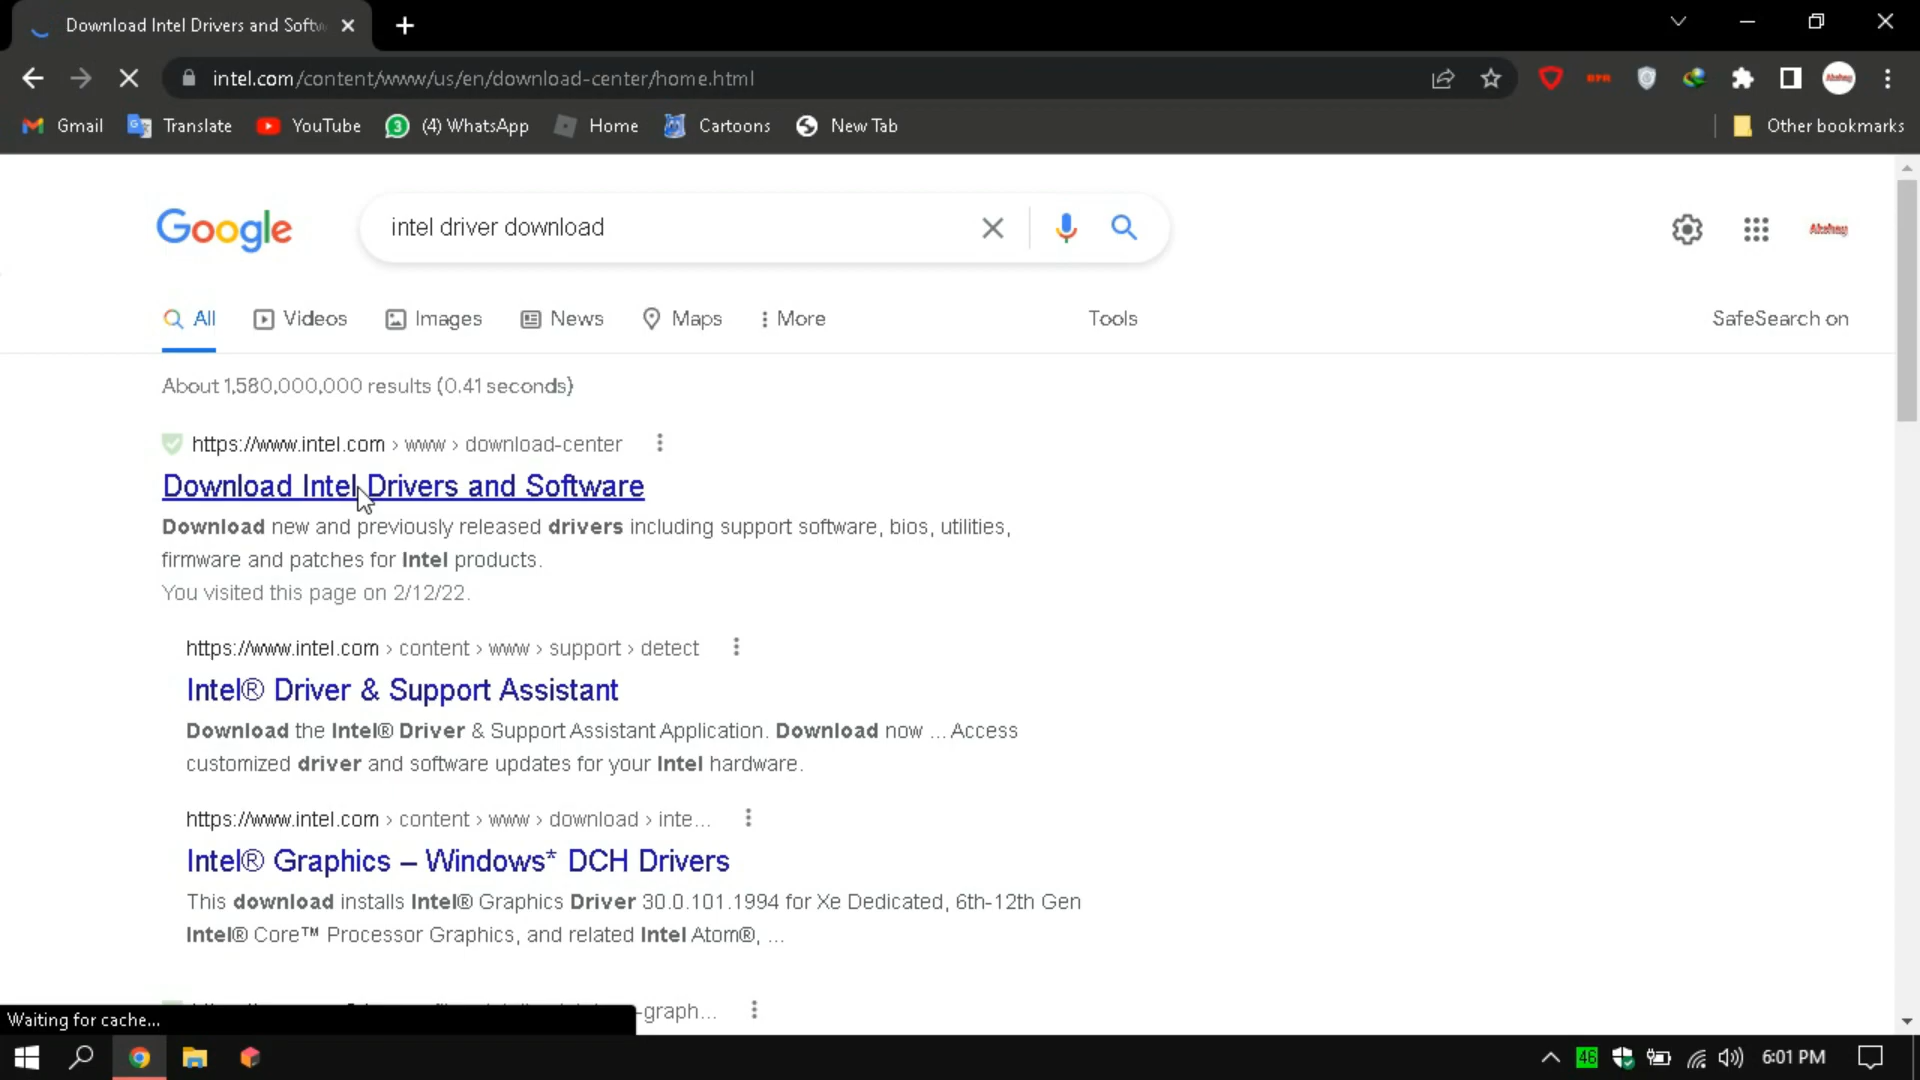 Download Intel Drivers and Softw
intel.com/content/www/us/en/download-center/home.html
Gmail Translate YouTube (4) WhatsApp Home Cartoons New Tab Other bookmarks
Google intel driver download Akshay
All Videos Images News Maps More Tools SafeSearch on
About 1,580,000,000 results (0.41 seconds)
https://www.intel.com › www › download-center
Download Intel Drivers and Software
Download new and previously released drivers including support software, bios, utilities,
firmware and patches for Intel products.
You visited this page on 2/12/22.
https://www.intel.com › content › www › support › detect
Intel® Driver & Support Assistant
Download the Intel® Driver & Support Assistant Application. Download now ... Access
customized driver and software updates for your Intel hardware.
https://www.intel.com › content › www › download › inte...
Intel® Graphics – Windows* DCH Drivers
This download installs Intel® Graphics Driver 30.0.101.1994 for Xe Dedicated, 6th-12th Gen
Intel® Core™ Processor Graphics, and related Intel Atom®, ...
-graph...
Waiting for cache...
46 6:01 PM